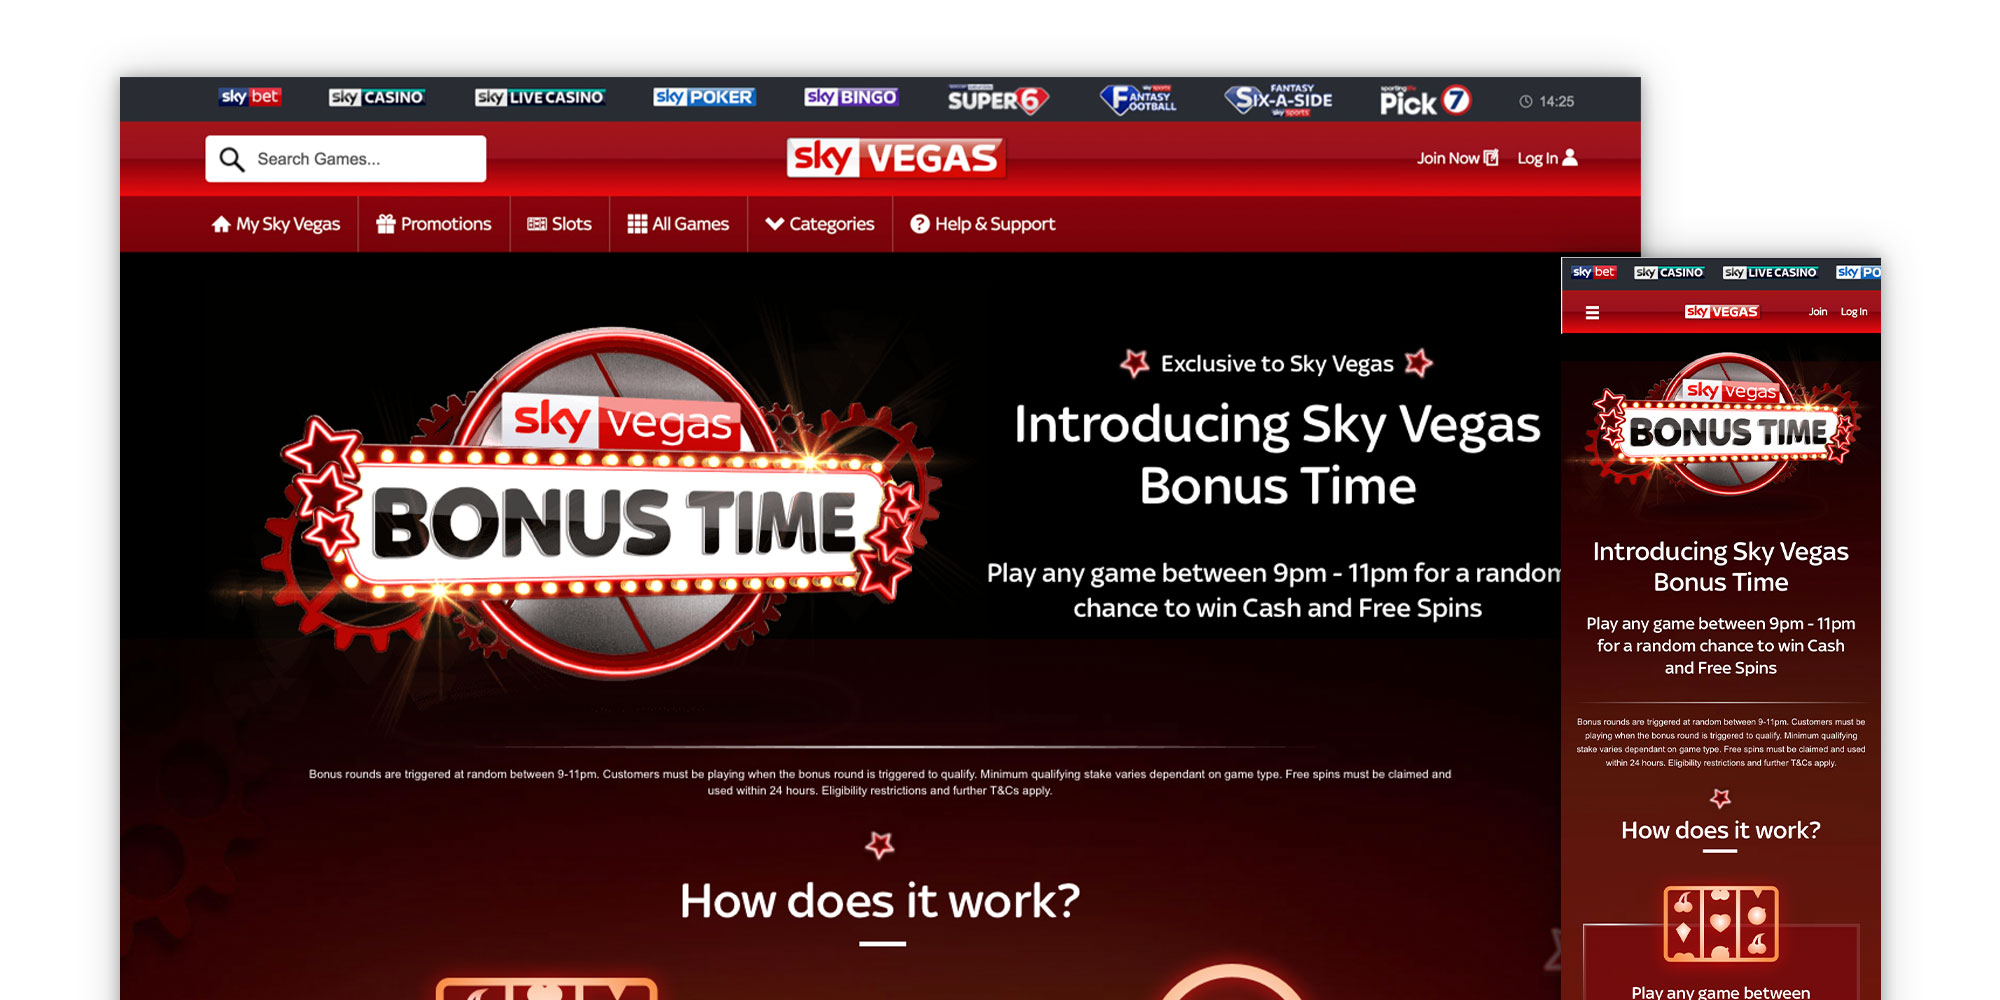 sky bet sky CASINO sky LIVE CASINO sky POKER sky BINGO SUPER 6 FANTASY FOOTBALL FANTASY SIX-A-SIDE sky sports Pick 7 14:25
Search Games... sky VEGAS Join Now Log In
My Sky Vegas Promotions Slots All Games Categories Help & Support
sky vegas
BONUS TIME
Exclusive to Sky Vegas
Introducing Sky Vegas
Bonus Time
Play any game between 9pm - 11pm for a random
chance to win Cash and Free Spins
Bonus rounds are triggered at random between 9-11pm. Customers must be playing when the bonus round is triggered to qualify. Minimum qualifying stake varies dependant on game type. Free spins must be claimed and
used within 24 hours. Eligibility restrictions and further T&Cs apply.
How does it work?
sky bet sky CASINO sky LIVE CASINO sky PO
sky VEGAS Join Log In
sky vegas
BONUS TIME
Introducing Sky Vegas
Bonus Time
Play any game between 9pm - 11pm
for a random chance to win Cash
and Free Spins
Bonus rounds are triggered at random between 9-11pm. Customers must be
playing when the bonus round is triggered to qualify. Minimum qualifying
stake varies dependant on game type. Free spins must be claimed and used
within 24 hours. Eligibility restrictions and further T&Cs apply.
How does it work?
Play any game between